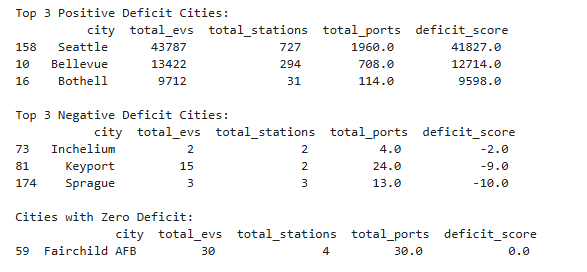 Top 3 Positive Deficit Cities:
city total_evs total_stations total_ports deficit_score
158 Seattle 43787 727 1960.0 41827.0
10 Bellevue 13422 294 708.0 12714.0
16 Bothell 9712 31 114.0 9598.0
Top 3 Negative Deficit Cities:
city total_evs total_stations total_ports deficit_score
73 Inchelium 2 2 4.0 -2.0
81 Keyport 15 2 24.0 -9.0
174 Sprague 3 3 13.0 -10.0
Cities with Zero Deficit:
city total_evs total_stations total_ports deficit_score
59 Fairchild AFB 30 4 30.0 0.0